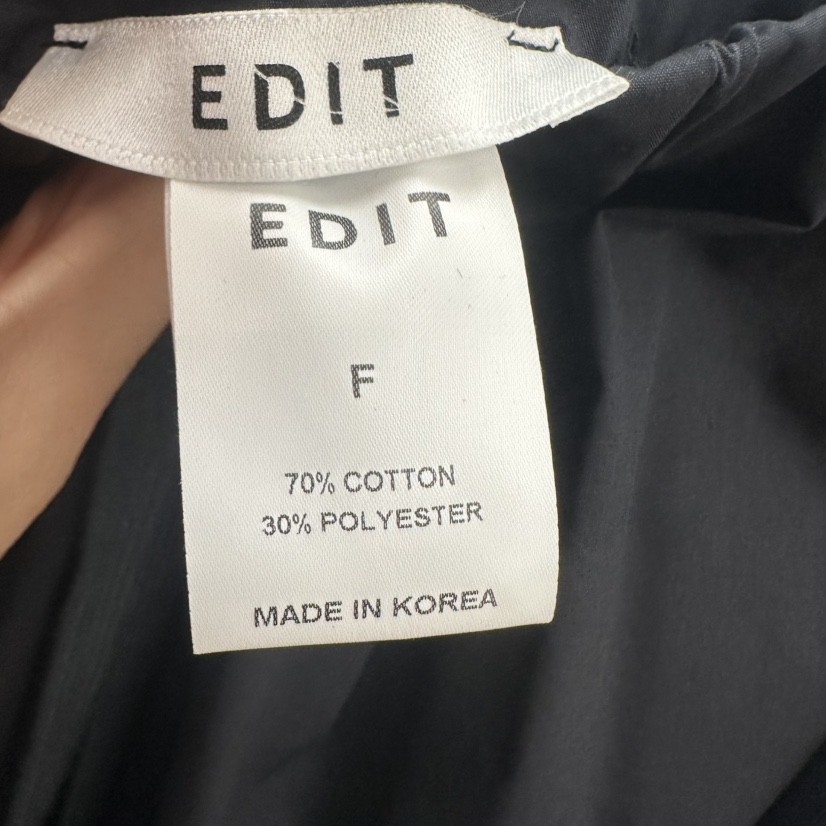 EDIT
EDIT
F
70% COTTON
30% POLYESTER
MADE IN KOREA